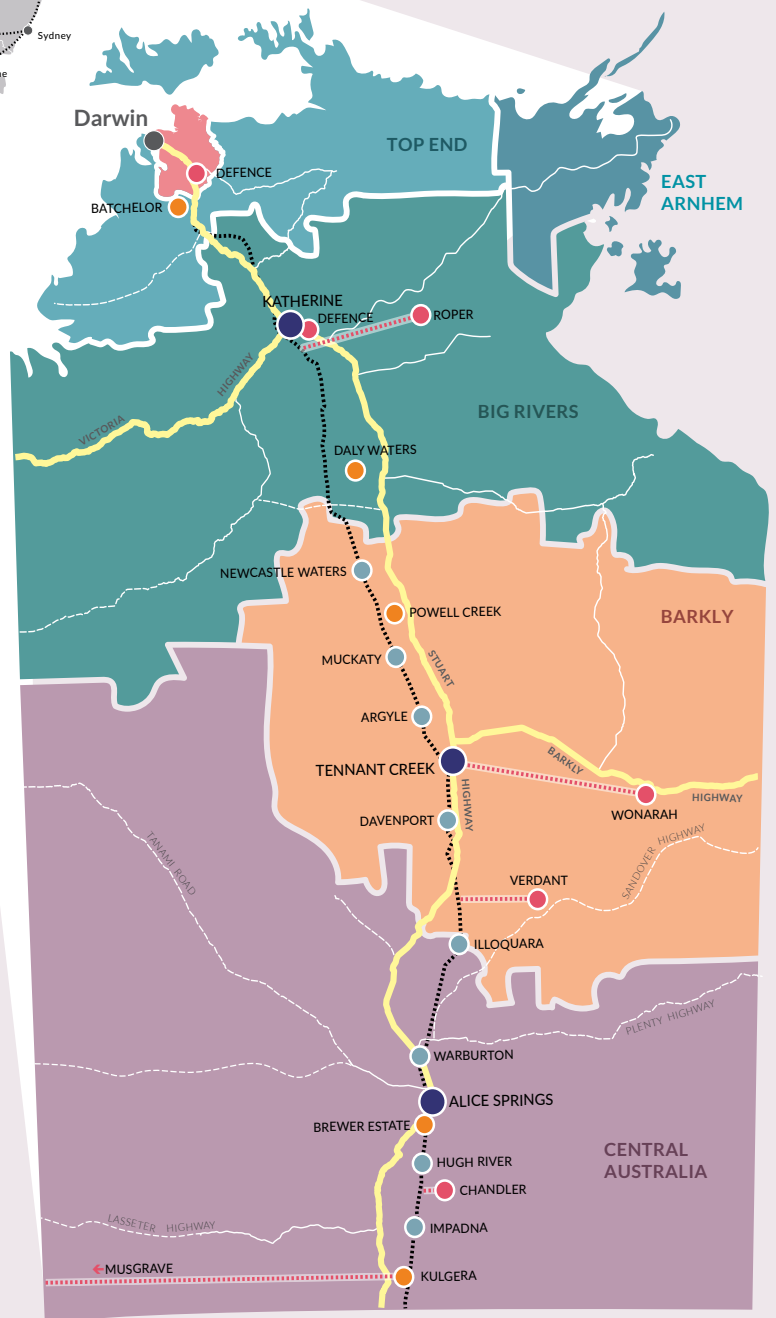 Sydney
Darwin
TOP END
DEFENCE
EAST
ARNHEM
BATCHELOR
KATHERINE
DEFENCE
ROPER
HIGHWAY
VICTORIA
BIG RIVERS
DALY WATERS
NEWCASTLE WATERS
POWELL CREEK
BARKLY
MUCKATY
STUART
ARGYLE
TENNANT CREEK
BARKLY
HIGHWAY
HIGHWAY
WONARAH
DAVENPORT
TANAMI ROAD
SANDOVER HIGHWAY
VERDANT
ILLOQUARA
PLENTY HIGHWAY
WARBURTON
ALICE SPRINGS
BREWER ESTATE
CENTRAL
AUSTRALIA
HUGH RIVER
CHANDLER
LASSETER HIGHWAY
IMPADNA
MUSGRAVE
KULGERA